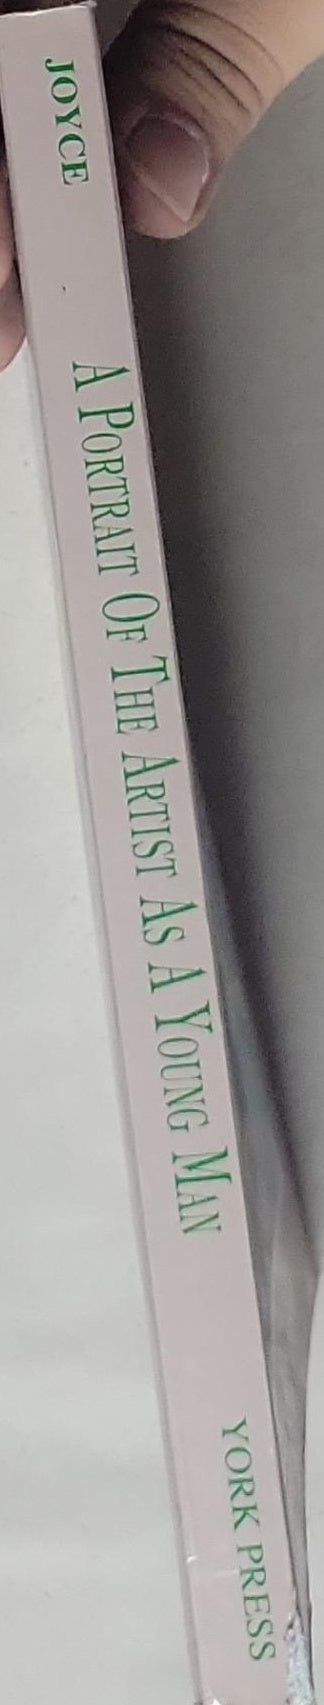 JOYCE
A PORTRAIT OF THE ARTIST AS A YOUNG MAN
YORK PRESS